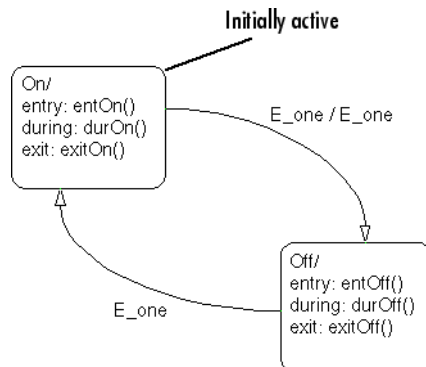 Initially active
On/
entry: entOn()
during: durOn()
exit: exitOn()
E_one / E_one
Off/
entry: entOff()
during: durOff()
exit: exitOff()
E_one